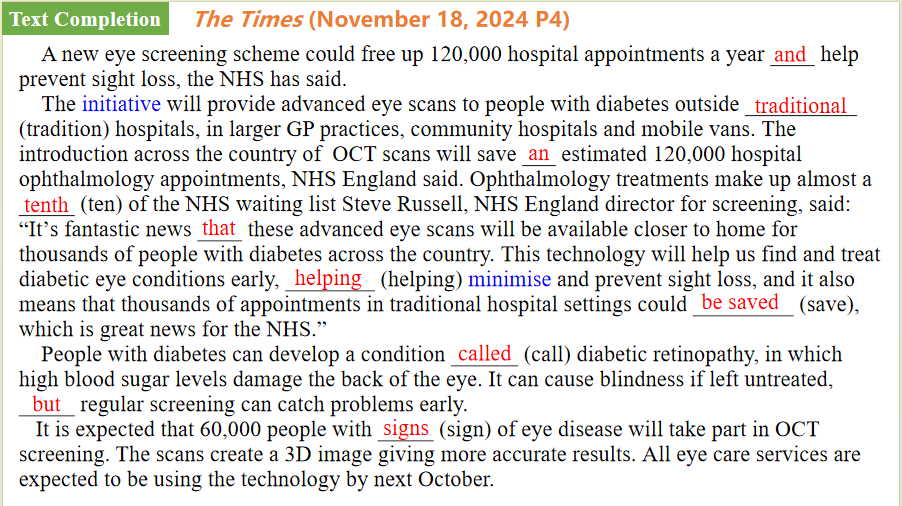 Text Completion The Times (November 18, 2024 P4)
A new eye screening scheme could free up 120,000 hospital appointments a year and help
prevent sight loss, the NHS has said.
The initiative will provide advanced eye scans to people with diabetes outside traditional
(tradition) hospitals, in larger GP practices, community hospitals and mobile vans. The
introduction across the country of OCT scans will save an estimated 120,000 hospital
ophthalmology appointments, NHS England said. Ophthalmology treatments make up almost a
tenth (ten) of the NHS waiting list Steve Russell, NHS England director for screening, said:
“It’s fantastic news that these advanced eye scans will be available closer to home for
thousands of people with diabetes across the country. This technology will help us find and treat
diabetic eye conditions early, helping (helping) minimise and prevent sight loss, and it also
means that thousands of appointments in traditional hospital settings could be saved (save),
which is great news for the NHS.”
People with diabetes can develop a condition called (call) diabetic retinopathy, in which
high blood sugar levels damage the back of the eye. It can cause blindness if left untreated,
but regular screening can catch problems early.
It is expected that 60,000 people with signs (sign) of eye disease will take part in OCT
screening. The scans create a 3D image giving more accurate results. All eye care services are
expected to be using the technology by next October.